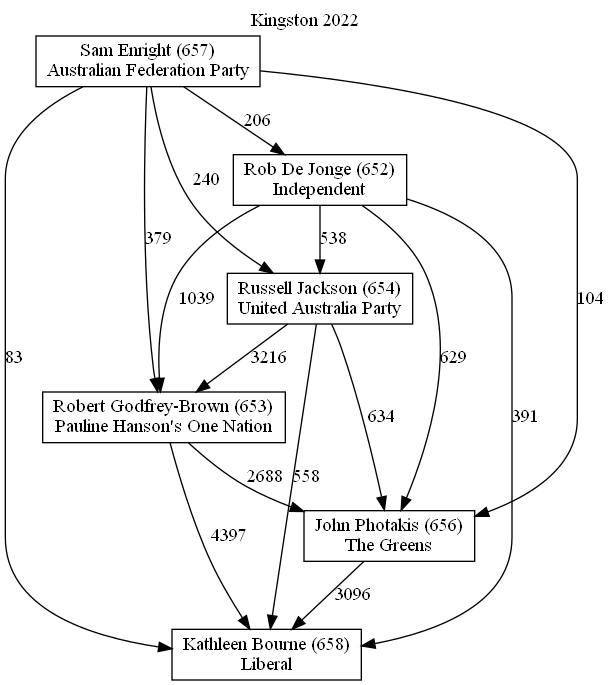 Kingston 2022
Sam Enright (657)
Australian Federation Party
206
Rob De Jonge (652)
Independent
240
379
538
Russell Jackson (654)
United Australia Party
1039
104
83
3216
629
Robert Godfrey-Brown (653)
Pauline Hanson's One Nation
634
391
2688
558
John Photakis (656)
The Greens
4397
3096
Kathleen Bourne (658)
Liberal